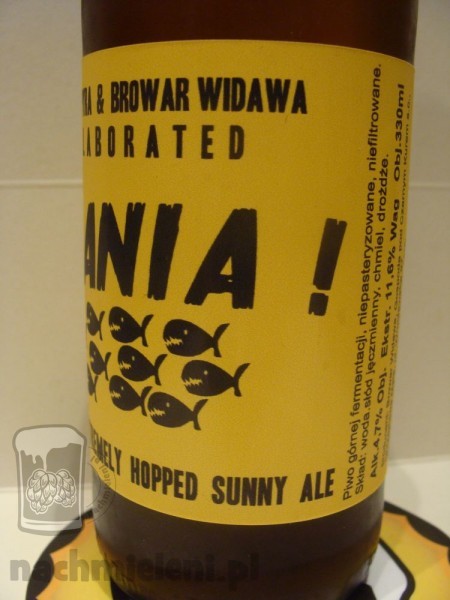 & BROWAR WIDAWA
ABORATED
ANIA !
EMELY HOPPED SUNNY ALE
Piwo górnej fermentacji, niepasteryzowane, niefiltrowane.
Skład: woda,słód jęczmienny, chmiel, drożdże.
Alk.4,7% Obj. Ekstr. 11,6% Wag Obj.330ml
nachmieleni.pl